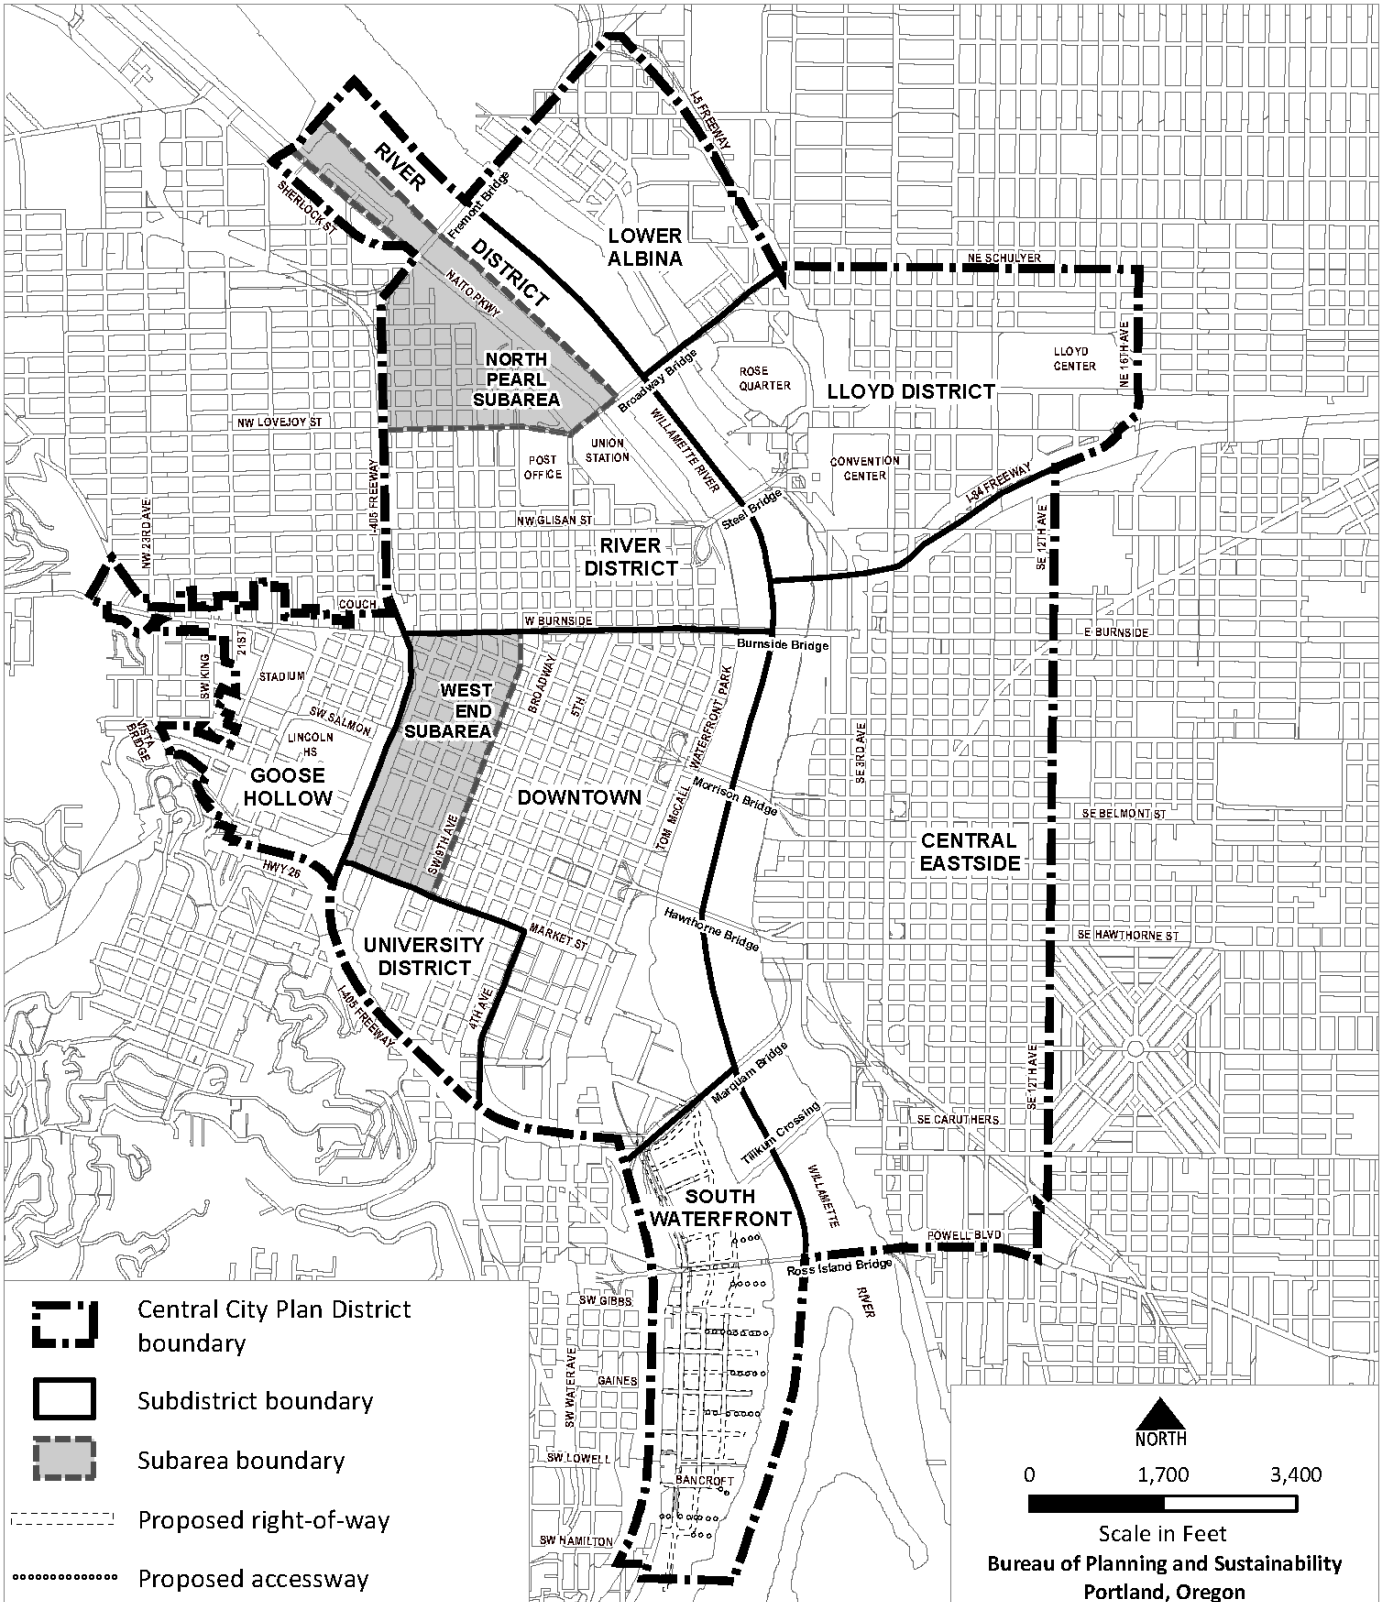 I-5 FREEWAY
RIVER
DISTRICT
SHERLOCK ST
Fremont Bridge
NAITO PKWY
LOWER
ALBINA
NE SCHULYER
NE 16TH AVE
LLOYD
CENTER
ROSE
QUARTER
LLOYD DISTRICT
NORTH
PEARL
SUBAREA
Broadway Bridge
NW LOVEJOY ST
UNION
STATION
POST
OFFICE
WILLAMETTE RIVER
CONVENTION
CENTER
I-84 FREEWAY
I-405 FREEWAY
NW 23RD AVE
NW GLISAN ST
Steel Bridge
SE 12TH AVE
RIVER
DISTRICT
COUCH
W BURNSIDE
Burnside Bridge
E BURNSIDE
21ST
SW KING
STADIUM
SW SALMON
LINCOLN
HS
VISTA
BRIDGE
WEST
END
SUBAREA
BROADWAY
5TH
TOM McCALL WATERFRONT PARK
SE 3RD AVE
GOOSE
HOLLOW
DOWNTOWN
Morrison Bridge
SE BELMONT ST
SW 9TH AVE
CENTRAL
EASTSIDE
HWY 26
Hawthorne Bridge
SE HAWTHORNE ST
MARKET ST
UNIVERSITY
DISTRICT
I-405 FREEWAY
4TH AVE
Marquam Bridge
SE 12TH AVE
SE CARUTHERS
Tilikum Crossing
SOUTH
WATERFRONT
WILLAMETTE
RIVER
POWELL BLVD
Ross Island Bridge
SW GIBBS
SW WATER AVE
GAINES
SW LOWELL
BANCROFT
SW HAMILTON
Central City Plan District
boundary
Subdistrict boundary
Subarea boundary
Proposed right-of-way
Proposed accessway
NORTH
0 1,700 3,400
Scale in Feet
Bureau of Planning and Sustainability
Portland, Oregon